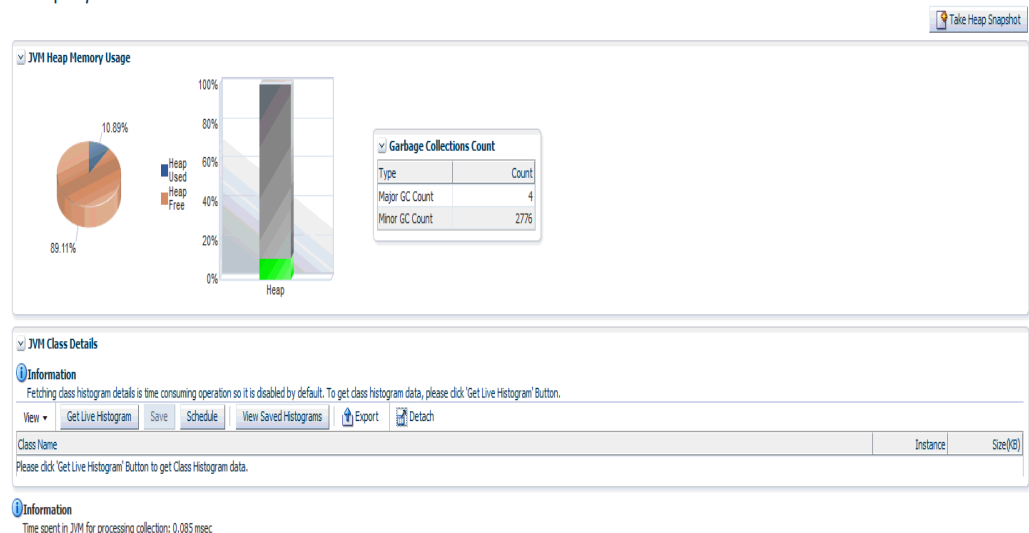 Take Heap Snapshot
JVM Heap Memory Usage
10.89%
89.11%
Heap
Used
Heap
Free
100%
80%
60%
40%
20%
0%
Heap
Garbage Collections Count
Type Count
Major GC Count 4
Minor GC Count 2776
JVM Class Details
Information
Fetching class histogram details is time consuming operation so it is disabled by default. To get class histogram data, please click 'Get Live Histogram' Button.
View Get Live Histogram Save Schedule View Saved Histograms Export Detach
Class Name Instance Size(KB)
Please click 'Get Live Histogram' Button to get Class Histogram data.
Information
Time spent in JVM for processing collection: 0.085 msec